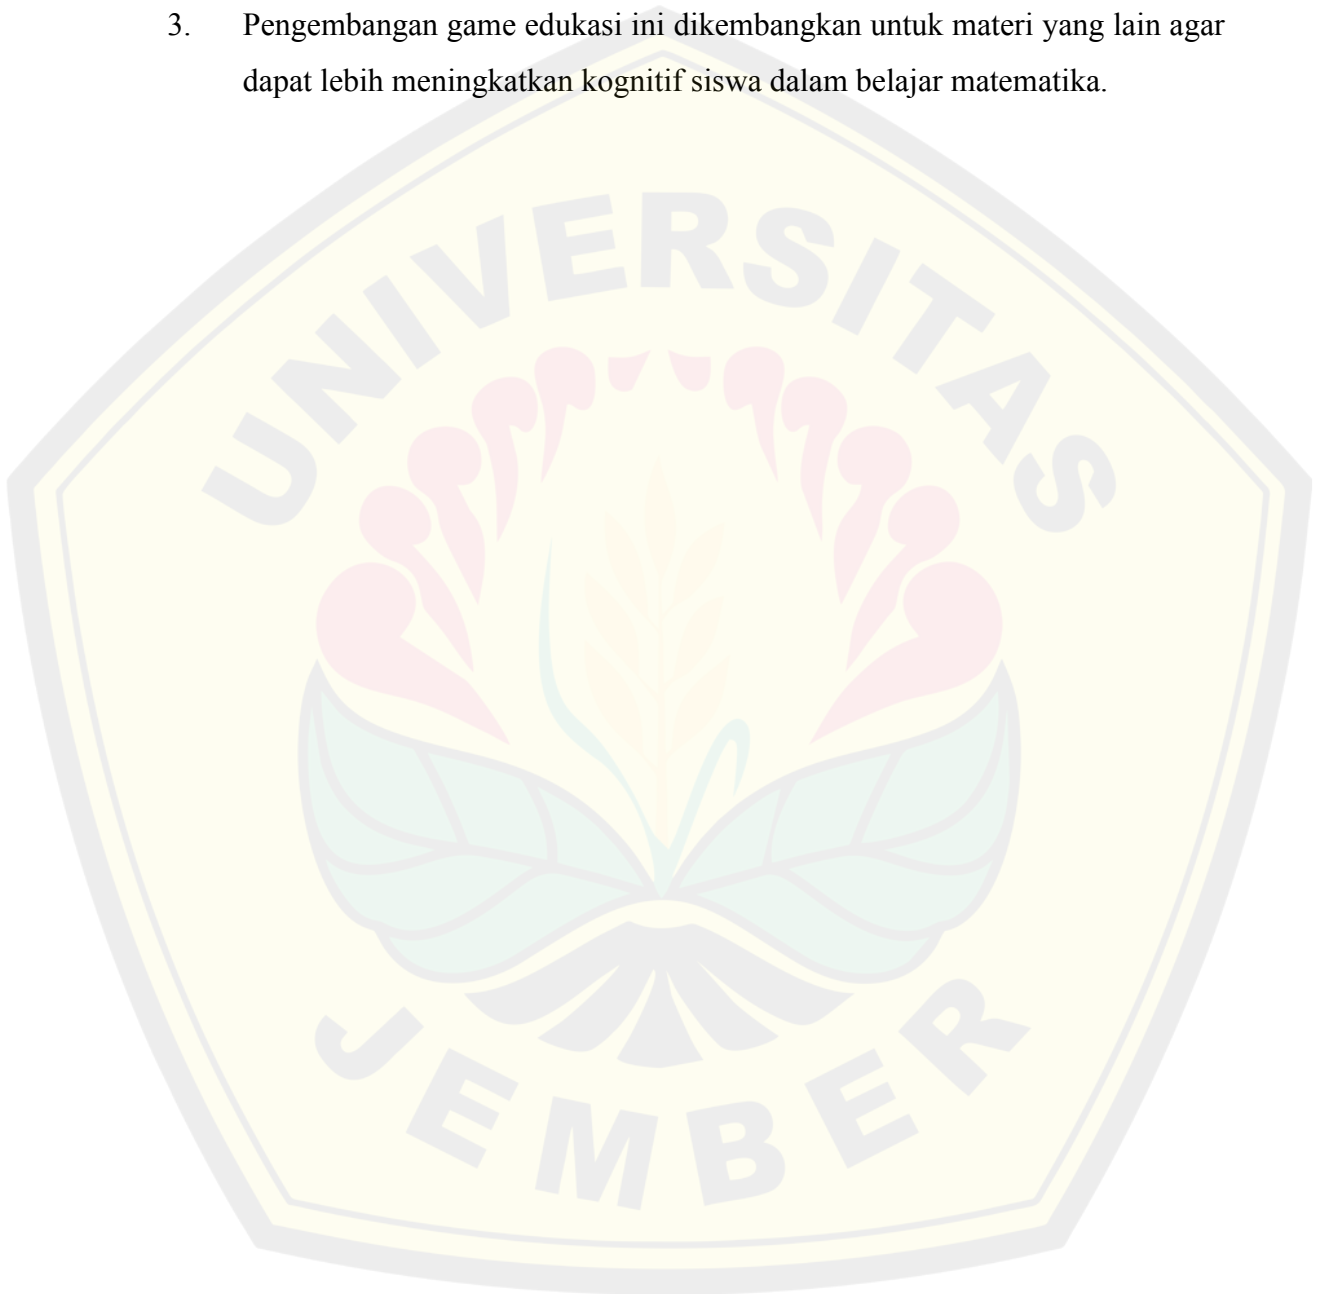 3. Pengembangan game edukasi ini dikembangkan untuk materi yang lain agar
dapat lebih meningkatkan kognitif siswa dalam belajar matematika.
UNIVERSITAS
JEMBER